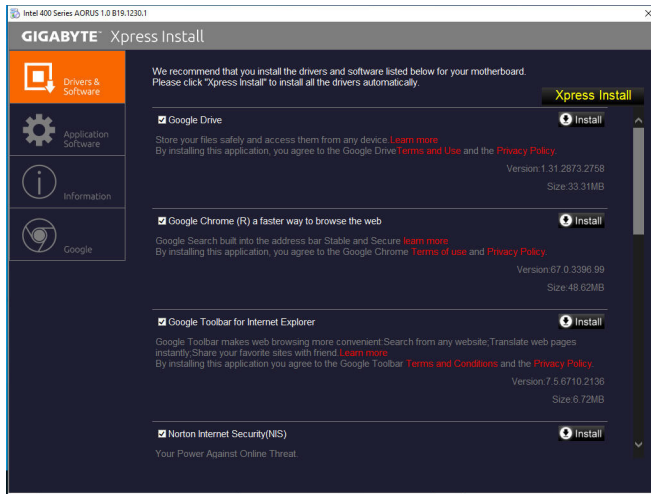 Intel 400 Series AORUS 1.0 B19.1230.1
GIGABYTE™ Xpress Install
Drivers &
Software
Application
Software
Information
Google
We recommend that you install the drivers and software listed below for your motherboard.
Please click "Xpress Install" to install all the drivers automatically.
Xpress Install
Google Drive
Install
Store your files safely and access them from any device.Learn more
By installing this application, you agree to the Google DriveTerms and Use and the Privacy Policy.
Version:1.31.2873.2758
Size:33.31MB
Google Chrome (R) a faster way to browse the web
Install
Google Search built into the address bar Stable and Secure learn more
By installing this application, you agree to the Google Chrome Terms of use and Privacy Policy.
Version:67.0.3396.99
Size:48.62MB
Google Toolbar for Internet Explorer
Install
Google Toolbar makes web browsing more convenient.Search from any website;Translate web pages
instantly;Share your favorite sites with friend.Learn more
By installing this application you agree to the Google Toolbar Terms and Conditions and the Privacy Policy.
Version:7.5.6710.2136
Size:6.72MB
Norton Internet Security(NIS)
Install
Your Power Against Online Threat.